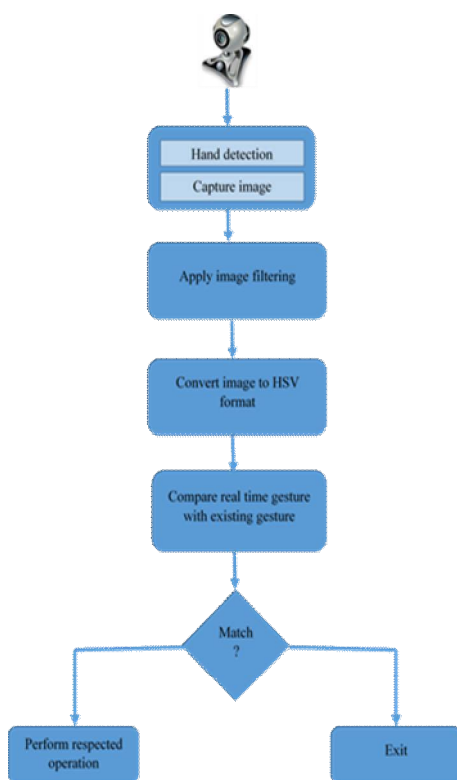 Hand detection
Capture image
Apply image filtering
Convert image to HSV
format
Compare real time gesture
with existing gesture
Match
?
Perform respected
operation
Exit